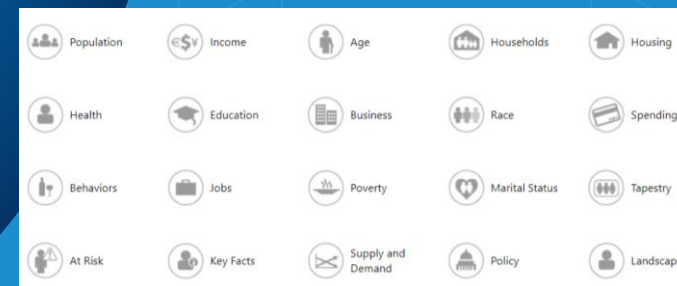 Population
Income
Age
Households
Housing
Health
Education
Business
Race
Spending
Behaviors
Jobs
Poverty
Marital Status
Tapestry
At Risk
Key Facts
Supply and
Demand
Policy
Landscap